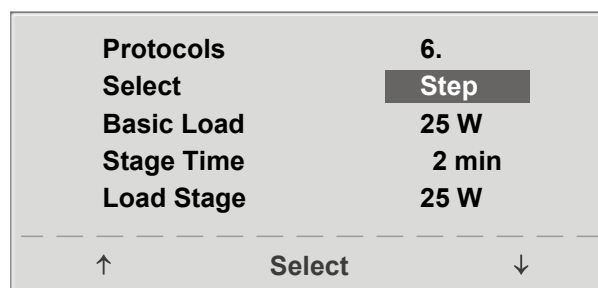 Protocols 6.
Select Step
Basic Load 25 W
Stage Time 2 min
Load Stage 25 W
↑ Select ↓